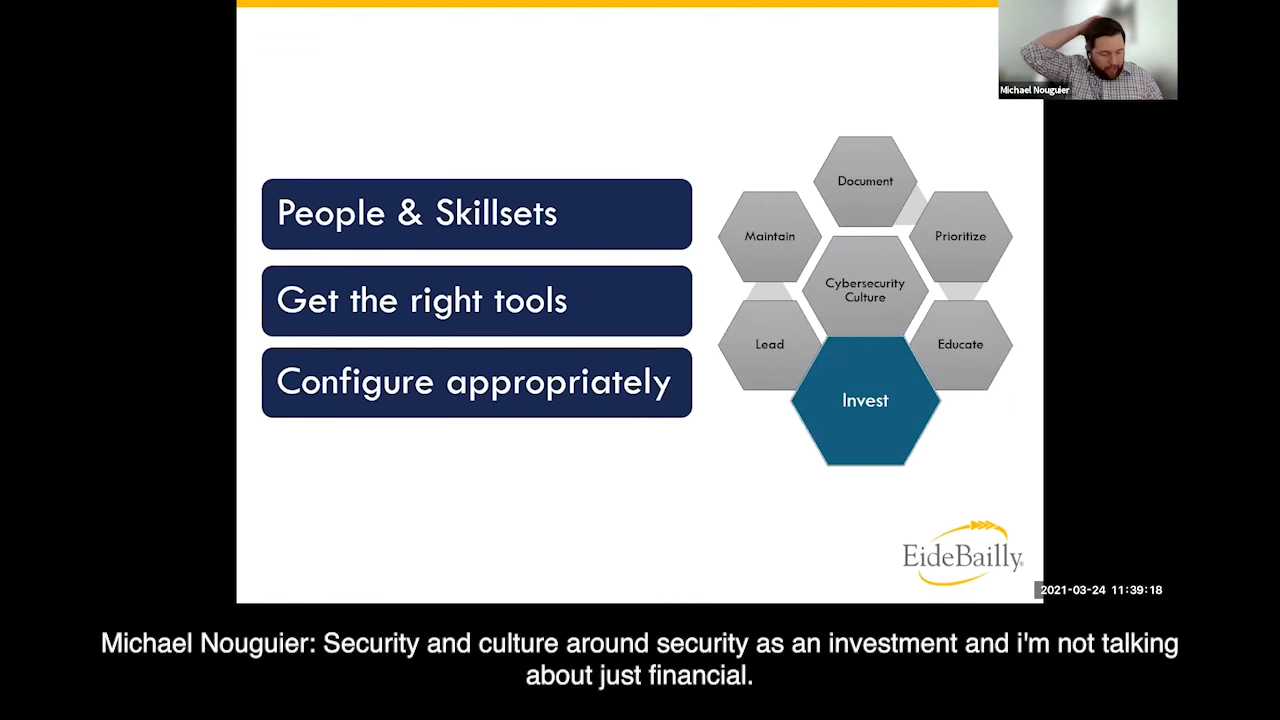 Michael Nouguier
People & Skillsets
Get the right tools
Configure appropriately
Document
Maintain
Prioritize
Cybersecurity
Culture
Lead
Educate
Invest
EideBailly®
2021-03-24 11:39:18
Michael Nouguier: Security and culture around security as an investment and i'm not talking
about just financial.